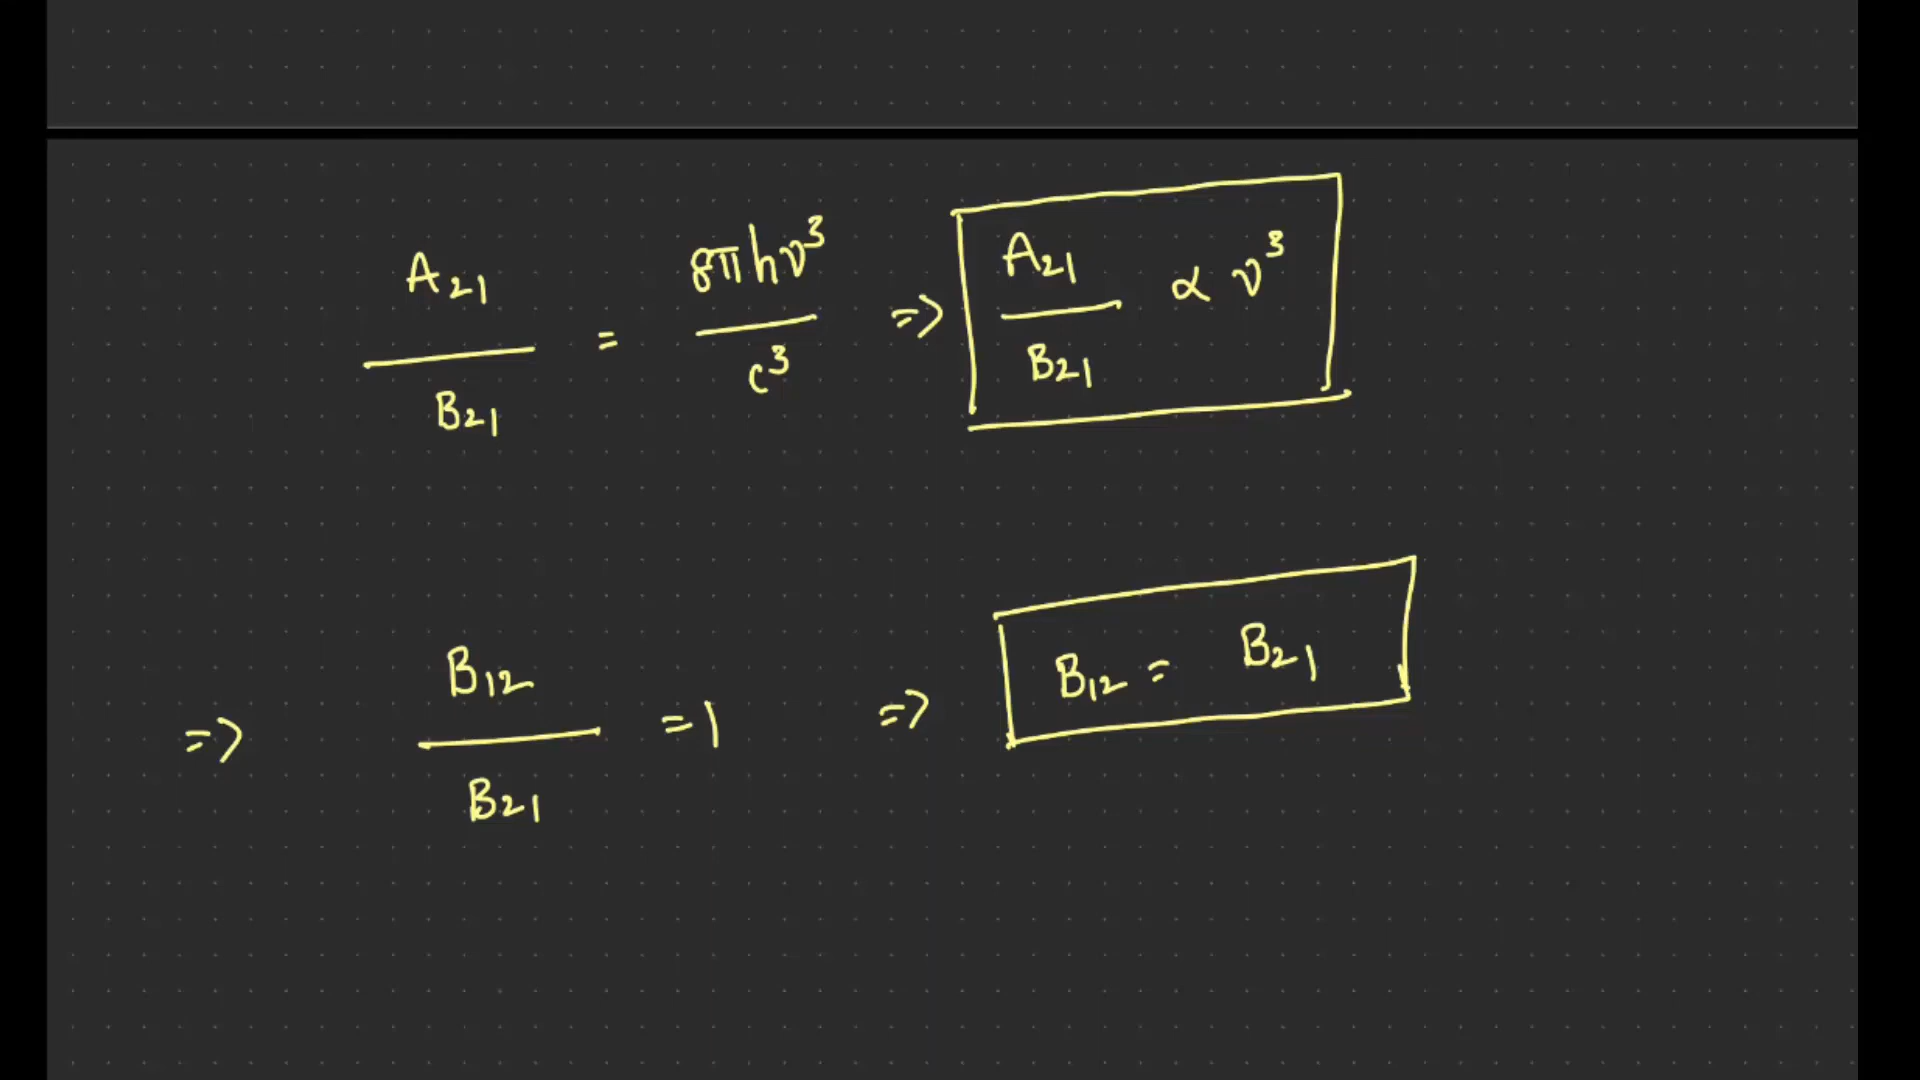 A₂₁ / B₂₁ = 8πhν³ / c³ => A₂₁ / B₂₁ ∝ ν³
=> B₁₂ / B₂₁ = 1 => B₁₂ = B₂₁